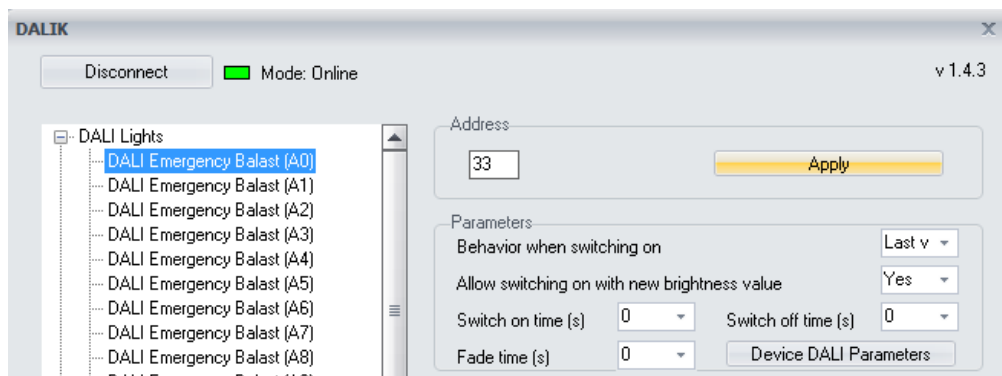 DALIK
Disconnect Mode: Online v 1.4.3
DALI Lights
DALI Emergency Balast (A0)
DALI Emergency Balast (A1)
DALI Emergency Balast (A2)
DALI Emergency Balast (A3)
DALI Emergency Balast (A4)
DALI Emergency Balast (A5)
DALI Emergency Balast (A6)
DALI Emergency Balast (A7)
DALI Emergency Balast (A8)
Address
33 Apply
Parameters
Behavior when switching on Last v
Allow switching on with new brightness value Yes
Switch on time (s) 0 Switch off time (s) 0
Fade time (s) 0 Device DALI Parameters